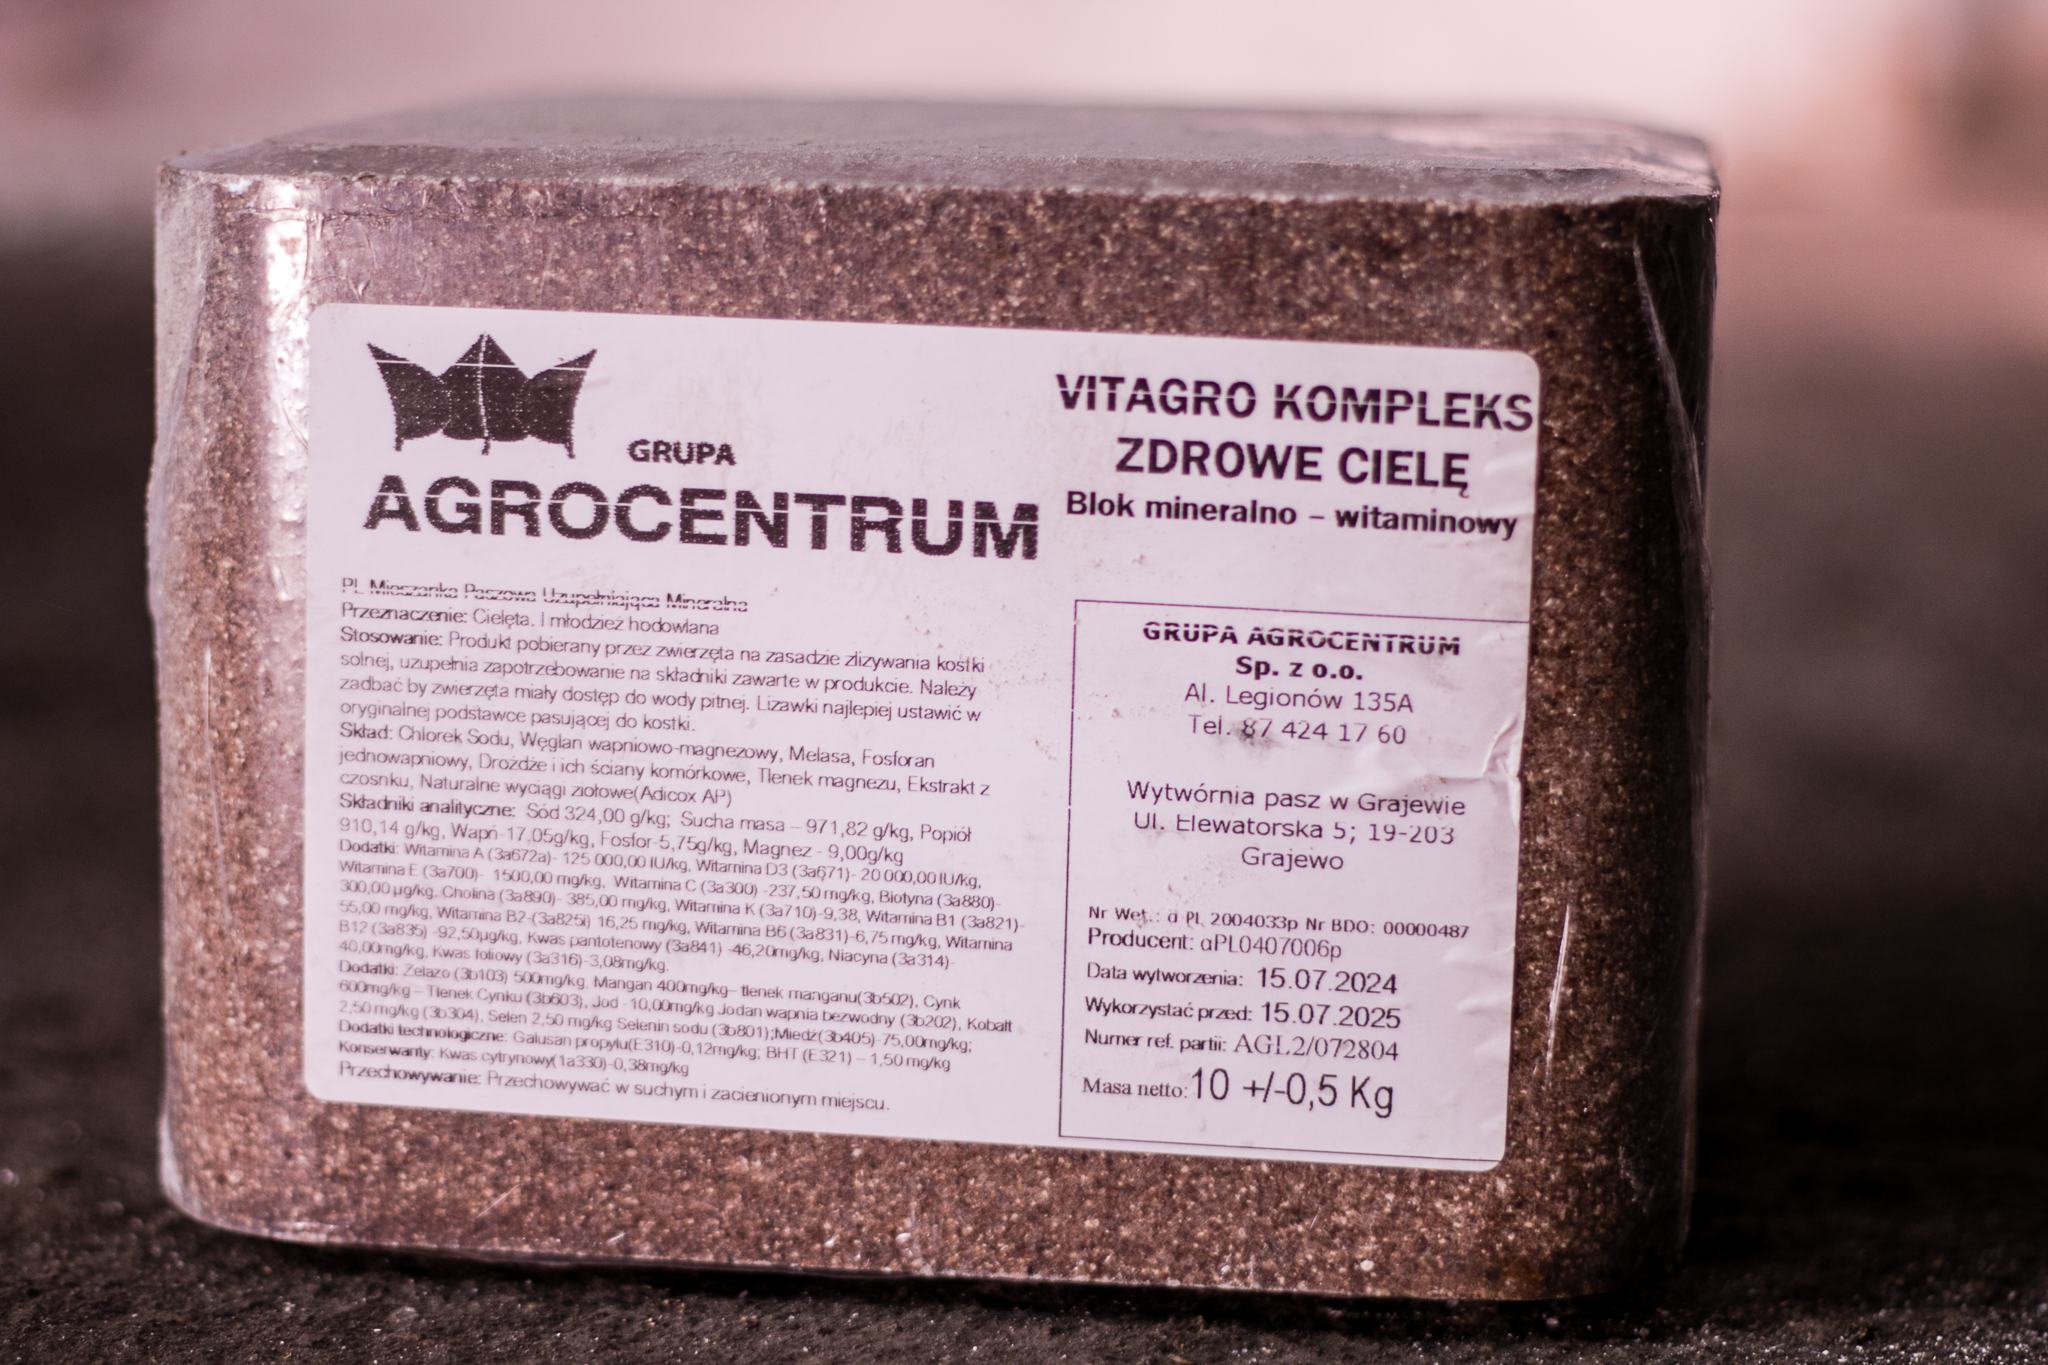 GRUPA
AGROCENTRUM
VITAGRO KOMPLEKS
ZDROWE CIELĘ
Blok mineralno – witaminowy
PL Mieszanka Paszowa Uzupełniająca Mineralna
Przeznaczenie: Cielęta. I młodzież hodowlana
Stosowanie: Produkt pobierany przez zwierzęta na zasadzie zlizywania kostki
solnej, uzupełnia zapotrzebowanie na składniki zawarte w produkcie. Należy
zadbać by zwierzęta miały dostęp do wody pitnej. Lizawki najlepiej ustawić w
oryginalnej podstawce pasującej do kostki.
Skład: Chlorek Sodu, Węglan wapniowo-magnezowy, Melasa, Fosforan
jednowapniowy, Drożdże i ich ściany komórkowe, Tlenek magnezu, Ekstrakt z
czosnku, Naturalne wyciągi ziołowe(Adicox AP)
Składniki analityczne: Sód 324,00 g/kg; Sucha masa – 971,82 g/kg, Popiół
910,14 g/kg, Wapń-17.05g/kg, Fosfor-5,75g/kg, Magnez - 9,00g/kg
Dodatki: Witamina A (3a672a)- 125 000,00 IU/kg, Witamina D3 (3a671)- 20 000,00 IU/kg,
Witamina E (3a700)- 1500,00 mg/kg, Witamina C (3a300) -237,50 mg/kg, Biotyna (3a880)-
300,00 µg/kg, Cholina (3a890)- 385,00 mg/kg, Witamina K (3a710)-9,38, Witamina B1 (3a821)-
55,00 mg/kg, Witamina B2-(3a825i) 16,25 mg/kg, Witamina B6 (3a831)-6,75 mg/kg, Witamina
B12 (3a835) -92,50µg/kg, Kwas pantotenowy (3a841) -46,20mg/kg, Niacyna (3a314)-
40,00mg/kg, Kwas foliowy (3a316)-3,08mg/kg.
Dodatki: Żelazo (3b103) 500mg/kg, Mangan 400mg/kg– tlenek manganu(3b502), Cynk
600mg/kg – Tlenek Cynku (3b603), Jod -10,00mg/kg Jodan wapnia bezwodny (3b202), Kobalt
2,50 mg/kg (3b304), Selen 2,50 mg/kg Selenin sodu (3b801);Miedź(3b405)-75,00mg/kg;
Dodatki technologiczne: Galusan propylu(E310)-0,12mg/kg; BHT (E321) – 1,50 mg/kg
Konserwanty: Kwas cytrynowy(1a330)-0,38mg/kg
Przechowywanie: Przechowywać w suchym i zacienionym miejscu.
GRUPA AGROCENTRUM
Sp. z o.o.
Al. Legionów 135A
Tel. 87 424 17 60
Wytwórnia pasz w Grajewie
Ul. Elewatorska 5; 19-203
Grajewo
Nr Wet.: α PL 2004033p Nr BDO: 00000487
Producent: αPL0407006p
Data wytworzenia: 15.07.2024
Wykorzystać przed: 15.07.2025
Numer ref. partii: AGL2/072804
Masa netto: 10 +/-0,5 Kg